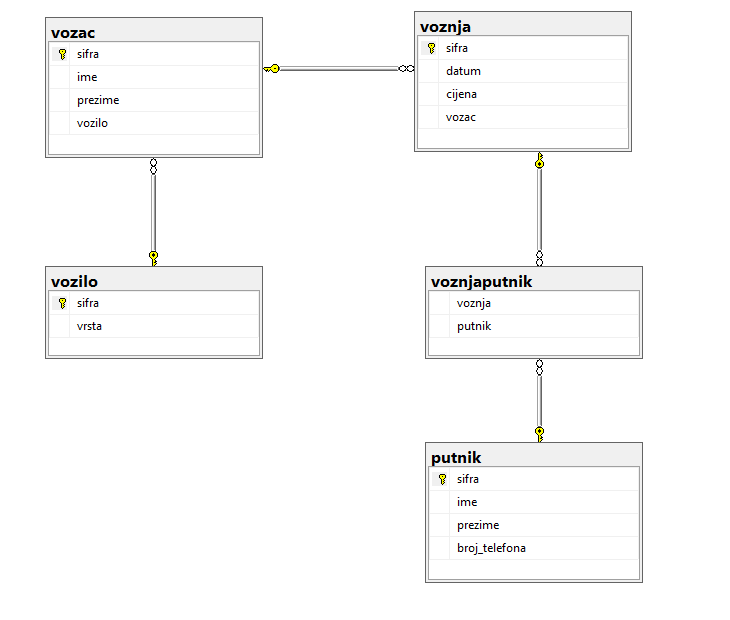 vozac
sifra
ime
prezime
vozilo
voznja
sifra
datum
cijena
vozac
vozilo
sifra
vrsta
voznjaputnik
voznja
putnik
putnik
sifra
ime
prezime
broj_telefona